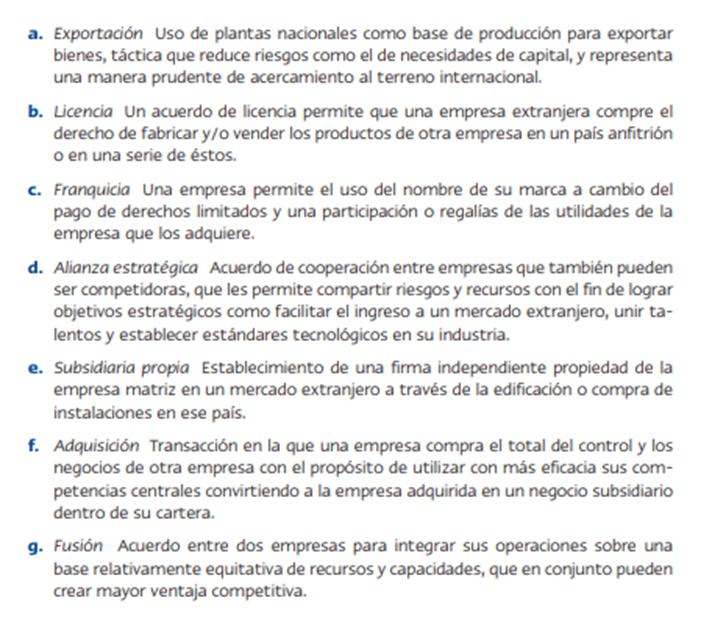 a. Exportación Uso de plantas nacionales como base de producción para exportar
bienes, táctica que reduce riesgos como el de necesidades de capital, y representa
una manera prudente de acercamiento al terreno internacional.
b. Licencia Un acuerdo de licencia permite que una empresa extranjera compre el
derecho de fabricar y/o vender los productos de otra empresa en un país anfitrión
o en una serie de éstos.
c. Franquicia Una empresa permite el uso del nombre de su marca a cambio del
pago de derechos limitados y una participación o regalías de las utilidades de la
empresa que los adquiere.
d. Alianza estratégica Acuerdo de cooperación entre empresas que también pueden
ser competidoras, que les permite compartir riesgos y recursos con el fin de lograr
objetivos estratégicos como facilitar el ingreso a un mercado extranjero, unir ta-
lentos y establecer estándares tecnológicos en su industria.
e. Subsidiaria propia Establecimiento de una firma independiente propiedad de la
empresa matriz en un mercado extranjero a través de la edificación o compra de
instalaciones en ese país.
f. Adquisición Transacción en la que una empresa compra el total del control y los
negocios de otra empresa con el propósito de utilizar con más eficacia sus com-
petencias centrales convirtiendo a la empresa adquirida en un negocio subsidiario
dentro de su cartera.
g. Fusión Acuerdo entre dos empresas para integrar sus operaciones sobre una
base relativamente equitativa de recursos y capacidades, que en conjunto pueden
crear mayor ventaja competitiva.